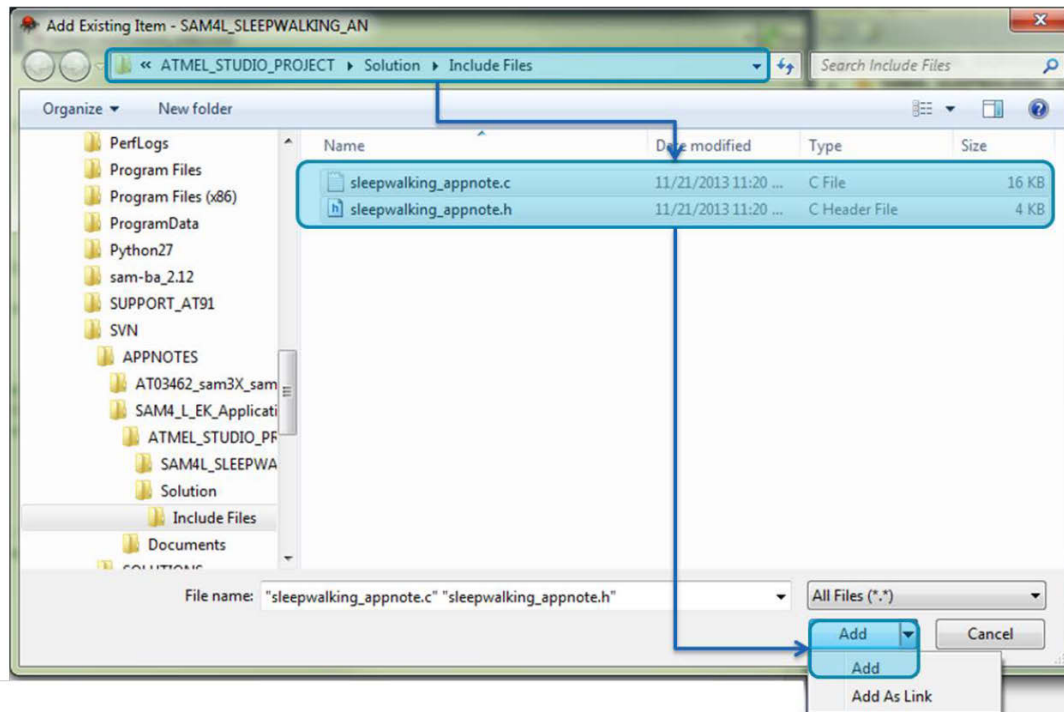 Add Existing Item - SAM4L_SLEEPWALKING_AN
« ATMEL_STUDIO_PROJECT Solution Include Files
Search Include Files
Organize New folder
Name Date modified Type Size
sleepwalking_appnote.c 11/21/2013 11:20 ... C File 16 KB
sleepwalking_appnote.h 11/21/2013 11:20 ... C Header File 4 KB
PerfLogs
Program Files
Program Files (x86)
ProgramData
Python27
sam-ba_2.12
SUPPORT_AT91
SVN
APPNOTES
AT03462_sam3X_sam
SAM4_L_EK_Applicati
ATMEL_STUDIO_PR
SAM4L_SLEEPWA
Solution
Include Files
Documents
SOLUTIONS
File name: "sleepwalking_appnote.c" "sleepwalking_appnote.h"
All Files (*.*)
Add Cancel
Add
Add As Link